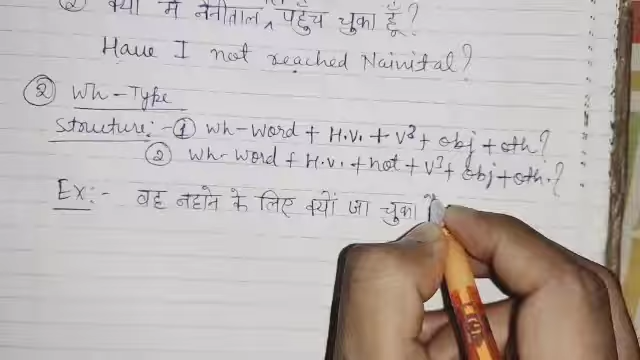 ② क्या मैं नैनीताल पहुँच चुका हूँ?
Have I not reached Nainital?
② Wh-Type
Structure:- ① Wh-word + H.V. + V³ + obj + oth?
② Wh-word + H.V. + not + V³ + obj + oth.?
Ex:- वह नहाने के लिए क्यों जा चुका